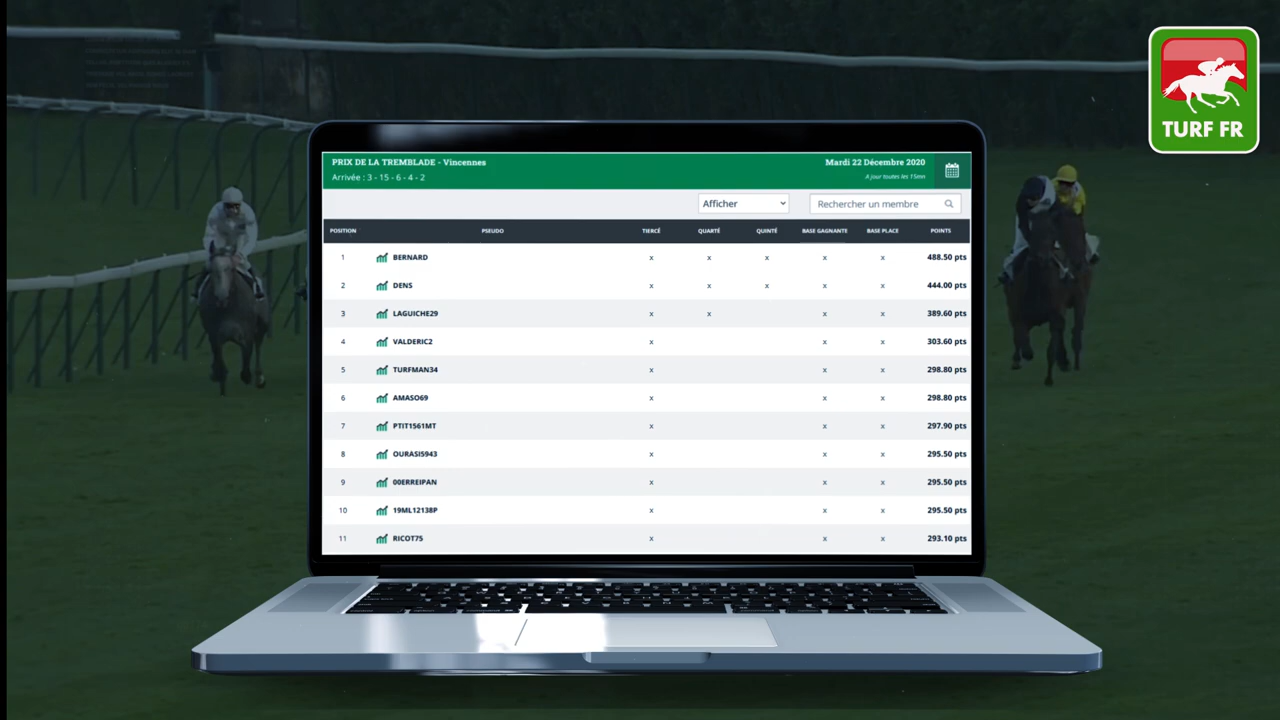 TURF FR
PRIX DE LA TREMBLADE - Vincennes
Mardi 22 Décembre 2020
Arrivée : 3 - 15 - 6 - 4 - 2
A jour toutes les 15mn
Afficher
Rechercher un membre
POSITION PSEUDO TIERCÉ QUARTÉ QUINTÉ BASE GAGNANTE BASE PLACE POINTS
1 BERNARD x x x x x 488.50 pts
2 DENS x x x x x 444.00 pts
3 LAGUICHE29 x x x x 389.60 pts
4 VALDERIC2 x x x 303.60 pts
5 TURFMAN34 x x x 298.80 pts
6 AMASO69 x x x 298.80 pts
7 PTIT1561MT x x x 297.90 pts
8 OURASI5943 x x x 295.50 pts
9 00ERREIPAN x x x 295.50 pts
10 19ML12138P x x x 295.50 pts
11 RICOT75 x x x 293.10 pts